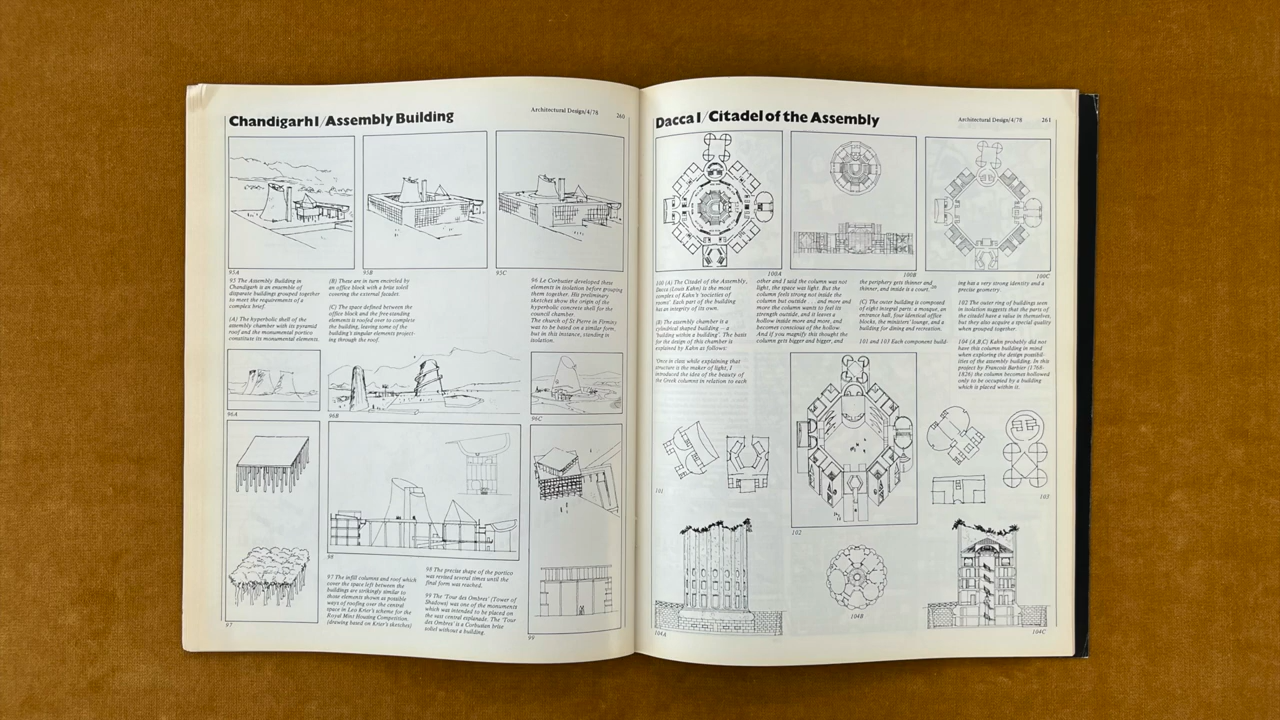 Chandigarh I/Assembly Building
Architectural Design/4/78
260
95A
95B
95C
95 The Assembly Building in
Chandigarh is an ensemble of
disparate buildings grouped together
to meet the requirements of a
complex brief.
(A) The hyperbolic shell of the
assembly chamber with its pyramid
roof and the monumental portico
constitute its monumental elements.
(B) These are in turn encircled by
an office block with a brise soleil
covering the external facades.
(C) The space defined between the
office block and the free-standing
elements is roofed over to complete
the building, leaving some of the
building's singular elements project-
ing through the roof.
96 Le Corbusier developed these
elements in isolation before grouping
them together. His preliminary
sketches show the origin of the
hyperbolic concrete shell for the
council chamber.
The church of St Pierre in Firminy
was to be based on a similar form,
but in this instance, standing in
isolation.
96A
96B
96C
97
98
97 The infill columns and roof which
cover the space left between the
buildings are strikingly similar to
those elements shown as possible
ways of roofing over the central
space in Leo Krier's scheme for the
Royal Mint Housing Competition.
(drawing based on Krier's sketches)
98 The precise shape of the portico
was revised several times until the
final form was reached.
99 The 'Tour des Ombres' (Tower of
Shadows) was one of the monuments
which was intended to be placed on
the vast central esplanade. The 'Tour
des Ombres' is a Corbusian brise
soleil without a building.
99
Dacca I/Citadel of the Assembly
Architectural Design/4/78
261
100A
100B
100C
100 (A) The Citadel of the Assembly,
Dacca (Louis Kahn) is the most
complex of Kahn's 'societies of
rooms'. Each part of the building
has an integrity of its own.
(B) The assembly chamber is a
cylindrical shaped building — a
'building within a building'. The basis
for the design of this chamber is
explained by Kahn as follows:
'Once in class while explaining that
structure is the maker of light, I
introduced the idea of the beauty of
the Greek columns in relation to each
other and I said the column was not
light, the space was light. But the
column feels strong not inside the
column but outside . . . and more and
more the column wants to feel its
strength outside, and it leaves a
hollow inside more and more, and
becomes conscious of the hollow.
And if you magnify this thought the
column gets bigger and bigger, and
the periphery gets thinner and
thinner, and inside is a court.'
(C) The outer building is composed
of eight integral parts: a mosque, an
entrance hall, four identical office
blocks, the ministers' lounge, and a
building for dining and recreation.
101 and 103 Each component build-
ing has a very strong identity and a
precise geometry.
102 The outer ring of buildings seen
in isolation suggests that the parts of
the citadel have a value in themselves,
but they also acquire a special quality
when grouped together.
104 (A,B,C) Kahn probably did not
have this column building in mind
when exploring the design possibil-
ities of the assembly building. In this
project by Francois Barbier (1768-
1826) the column becomes hollowed
only to be occupied by a building
which is placed within it.
101
102
103
104A
104B
104C